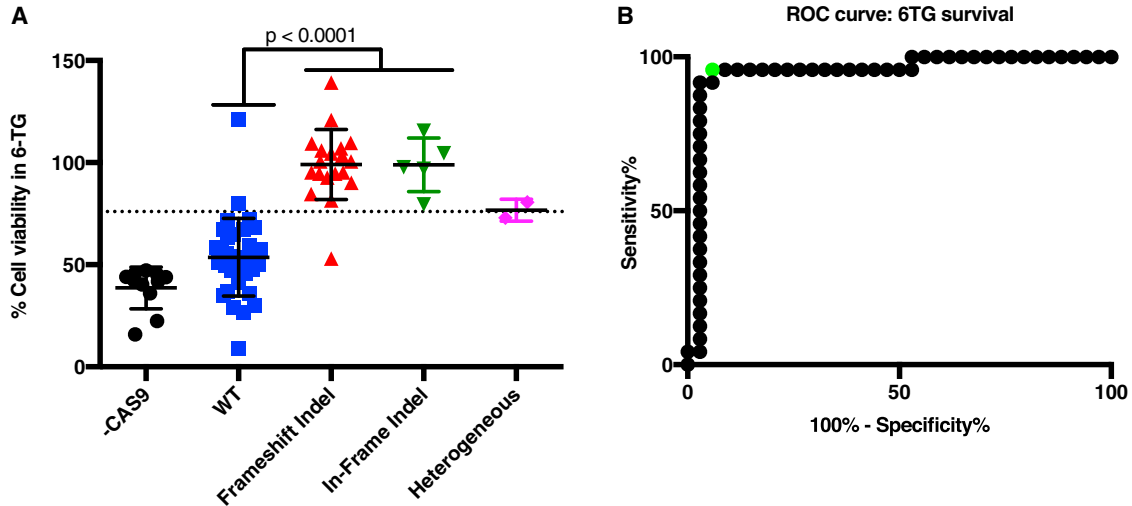 A
p < 0.0001
% Cell viability in 6-TG
150
100
50
0
-CAS9
WT
Frameshift Indel
In-Frame Indel
Heterogeneous
B
ROC curve: 6TG survival
Sensitivity%
100
50
0
0
50
100
100% - Specificity%